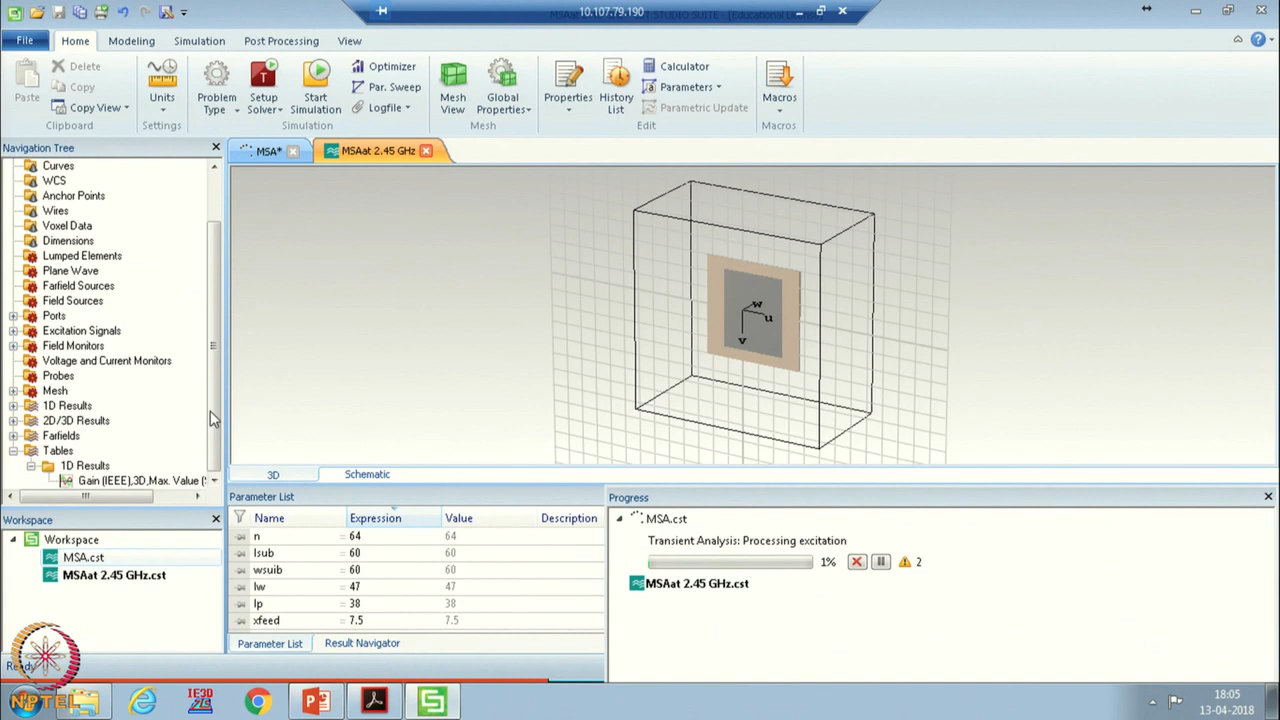 10.107.79.190
File Home Modeling Simulation Post Processing View
Paste
Delete
Copy
Copy View
Clipboard
Units
Settings
Problem Type
Setup Solver
Start Simulation
Optimizer
Par. Sweep
Logfile
Simulation
Mesh View
Global Properties
Mesh
Properties
History List
Calculator
Parameters
Parametric Update
Edit
Macros
Macros
Navigation Tree
MSA*
MSAat 2.45 GHz
Curves
WCS
Anchor Points
Wires
Voxel Data
Dimensions
Lumped Elements
Plane Wave
Farfield Sources
Field Sources
Ports
Excitation Signals
Field Monitors
Voltage and Current Monitors
Probes
Mesh
1D Results
2D/3D Results
Farfields
Tables
1D Results
Gain (IEEE),3D,Max. Value (
w
u
v
3D Schematic
Workspace
Workspace
MSA.cst
MSAat 2.45 GHz.cst
Parameter List
Name Expression Value Description
n = 64 64
lsub = 60 60
wsuib = 60 60
lw = 47 47
lp = 38 38
xfeed = 7.5 7.5
Parameter List Result Navigator
Progress
MSA.cst
Transient Analysis: Processing excitation
1% 2
MSAat 2.45 GHz.cst
NPTEL
IE3D
18:05
13-04-2018